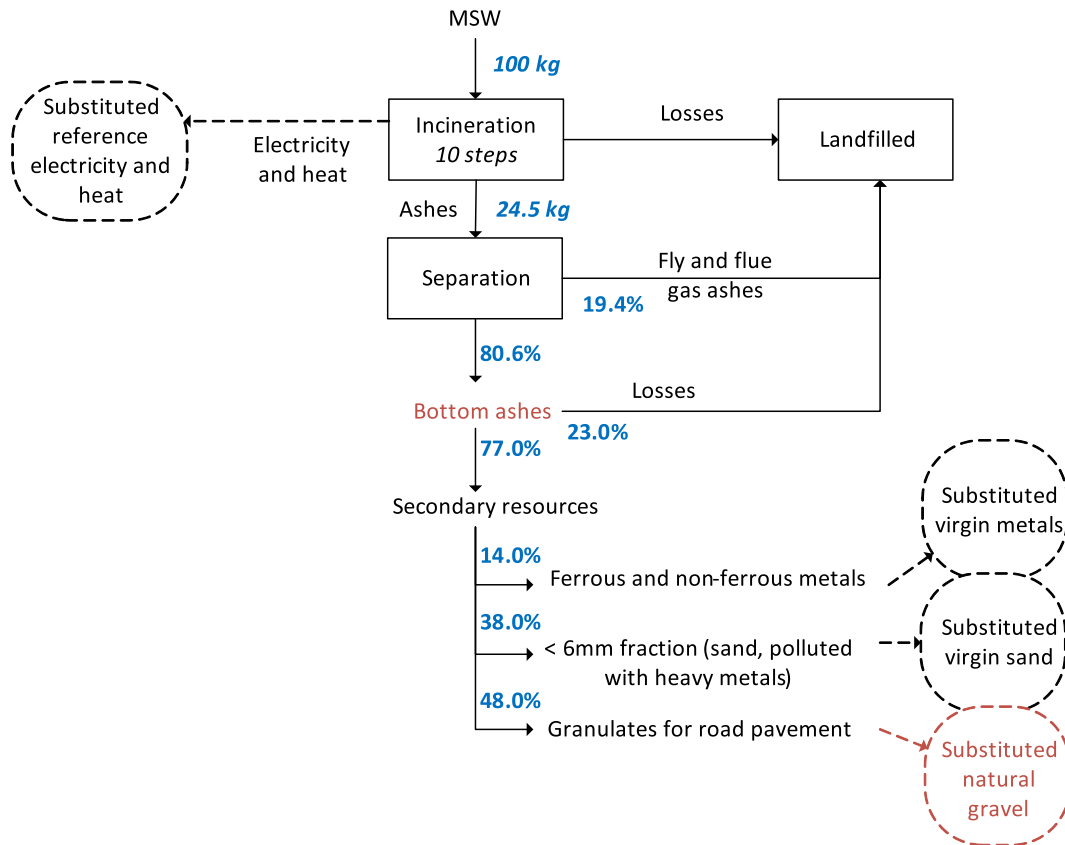 MSW
100 kg
Substituted
reference
electricity and
heat
Electricity
and heat
Incineration
10 steps
Losses
Landfilled
Ashes
24.5 kg
Separation
Fly and flue
gas ashes
19.4%
80.6%
Bottom ashes
Losses
23.0%
77.0%
Secondary resources
14.0%
Ferrous and non-ferrous metals
Substituted
virgin metals,
38.0%
< 6mm fraction (sand, polluted
with heavy metals)
Substituted
virgin sand
48.0%
Granulates for road pavement
Substituted
natural
gravel